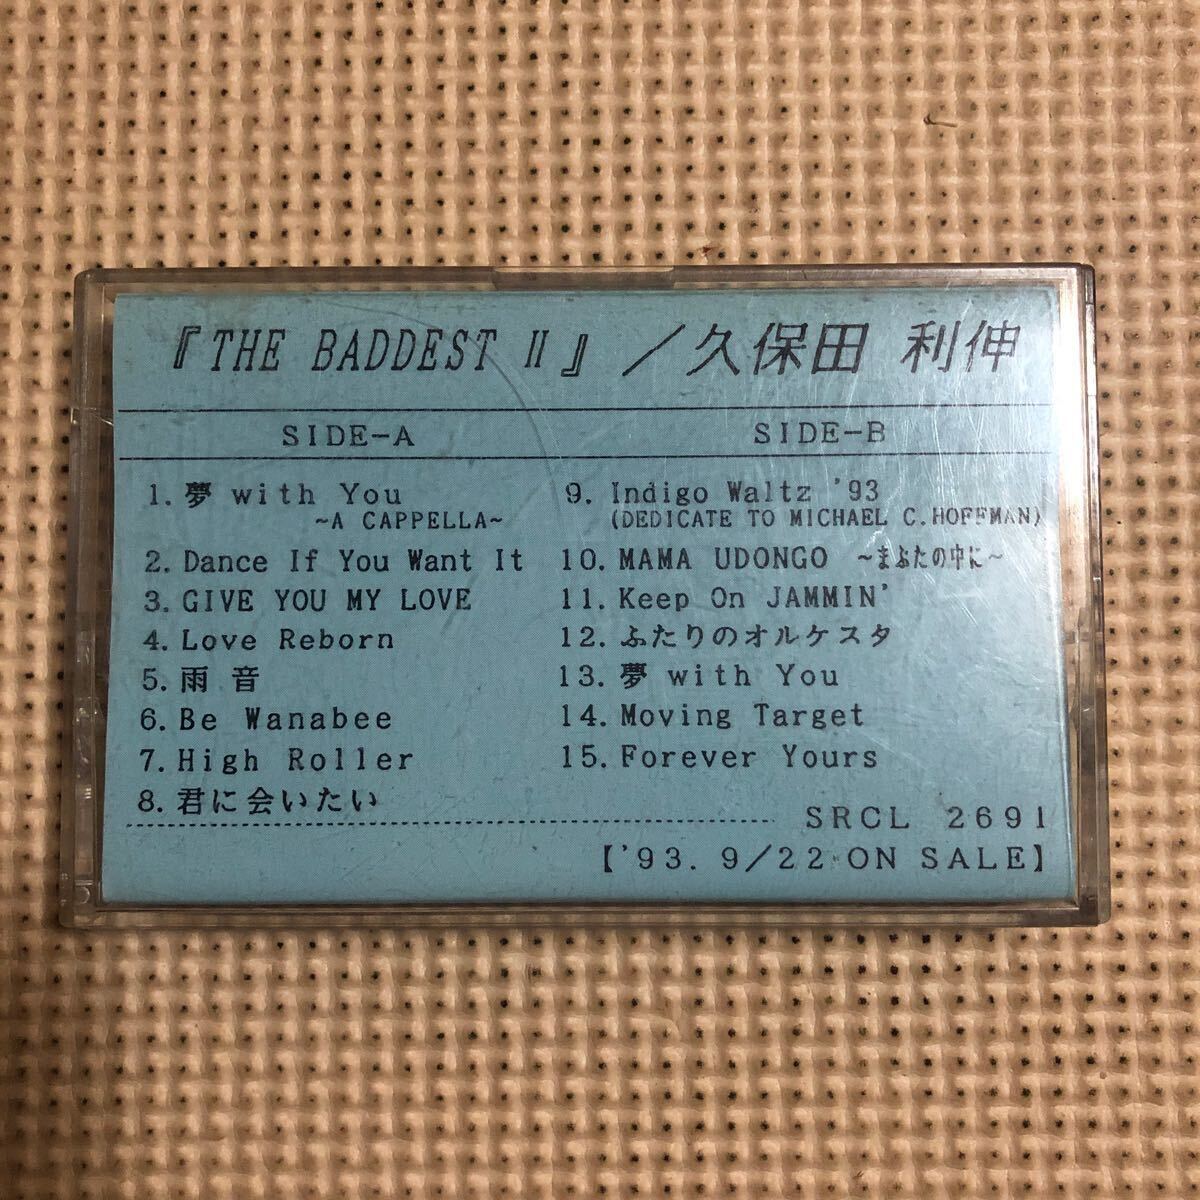 『THE BADDEST Ⅱ』／久保田 利伸
SIDE-A
1. 夢 with You
～A CAPPELLA～
2. Dance If You Want It
3. GIVE YOU MY LOVE
4. Love Reborn
5. 雨 音
6. Be Wanabee
7. High Roller
8. 君に会いたい
SIDE-B
9. Indigo Waltz '93
(DEDICATE TO MICHAEL C. HOFFMAN)
10. MAMA UDONGO ～まぶたの中に～
11. Keep On JAMMIN'
12. ふたりのオルケスタ
13. 夢 with You
14. Moving Target
15. Forever Yours
SRCL 2691
【'93. 9/22 ON SALE】